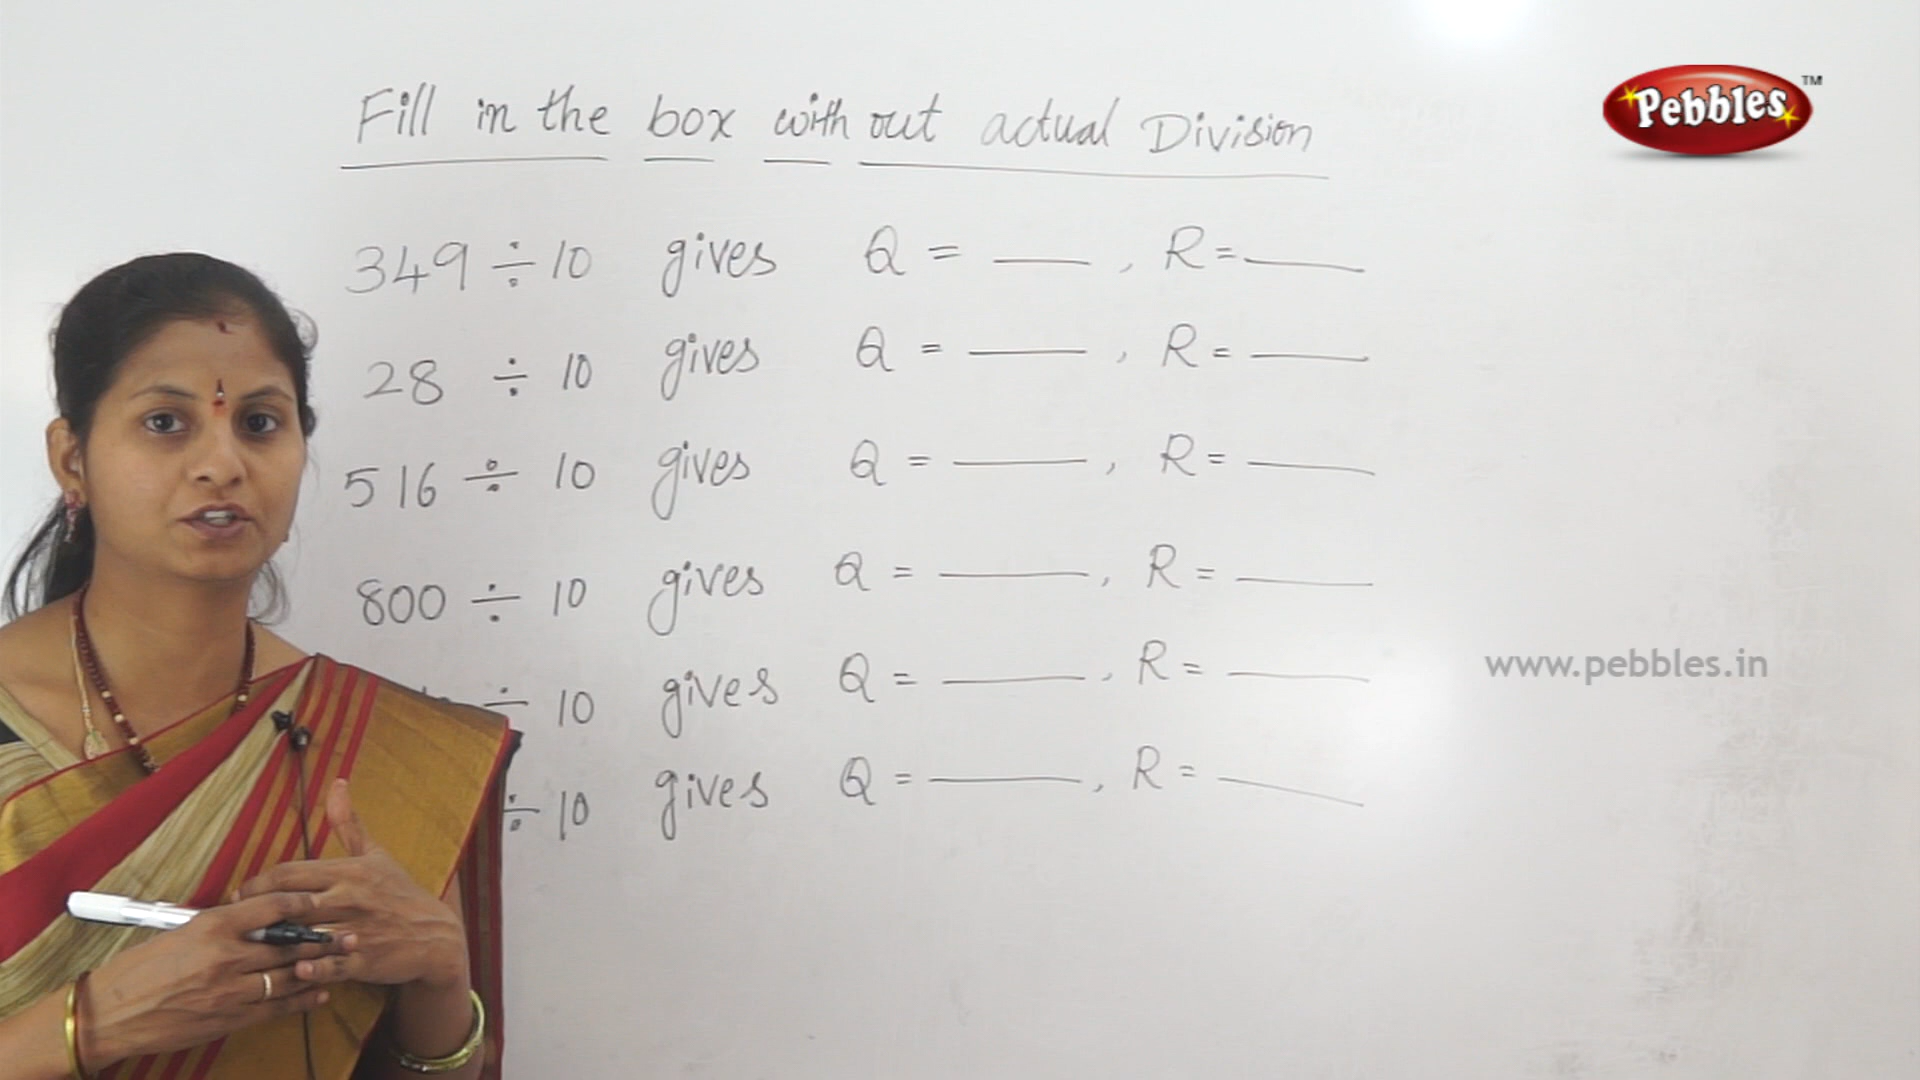 Pebbles™
Fill in the box with out actual Division
349 ÷ 10 gives Q = ___ , R = ___
28 ÷ 10 gives Q = ___ , R = ___
516 ÷ 10 gives Q = ___ , R = ___
800 ÷ 10 gives Q = ___ , R = ___
÷ 10 gives Q = ___ , R = ___
÷ 10 gives Q = ___ , R = ___
www.pebbles.in